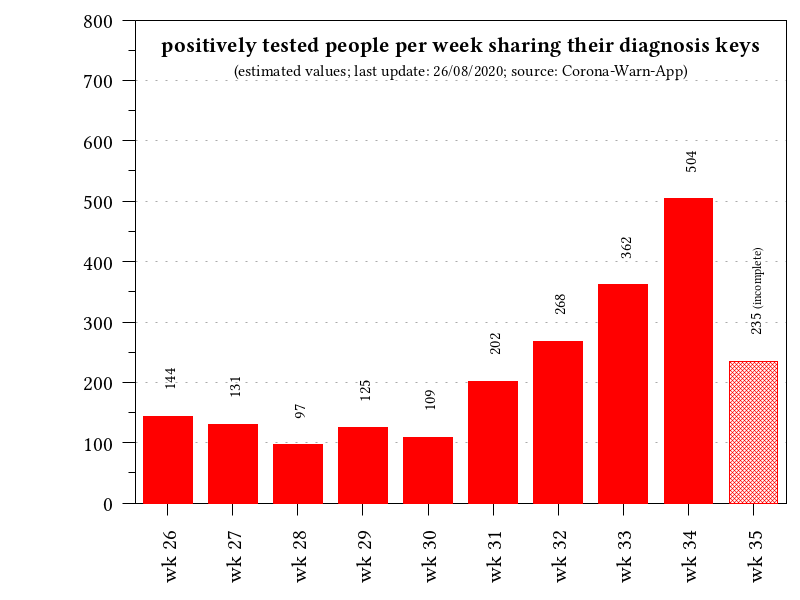 positively tested people per week sharing their diagnosis keys
(estimated values; last update: 26/08/2020; source: Corona-Warn-App)
800
700
600
500
400
300
200
100
0
144
131
97
125
109
202
268
362
504
235 (incomplete)
wk 26
wk 27
wk 28
wk 29
wk 30
wk 31
wk 32
wk 33
wk 34
wk 35